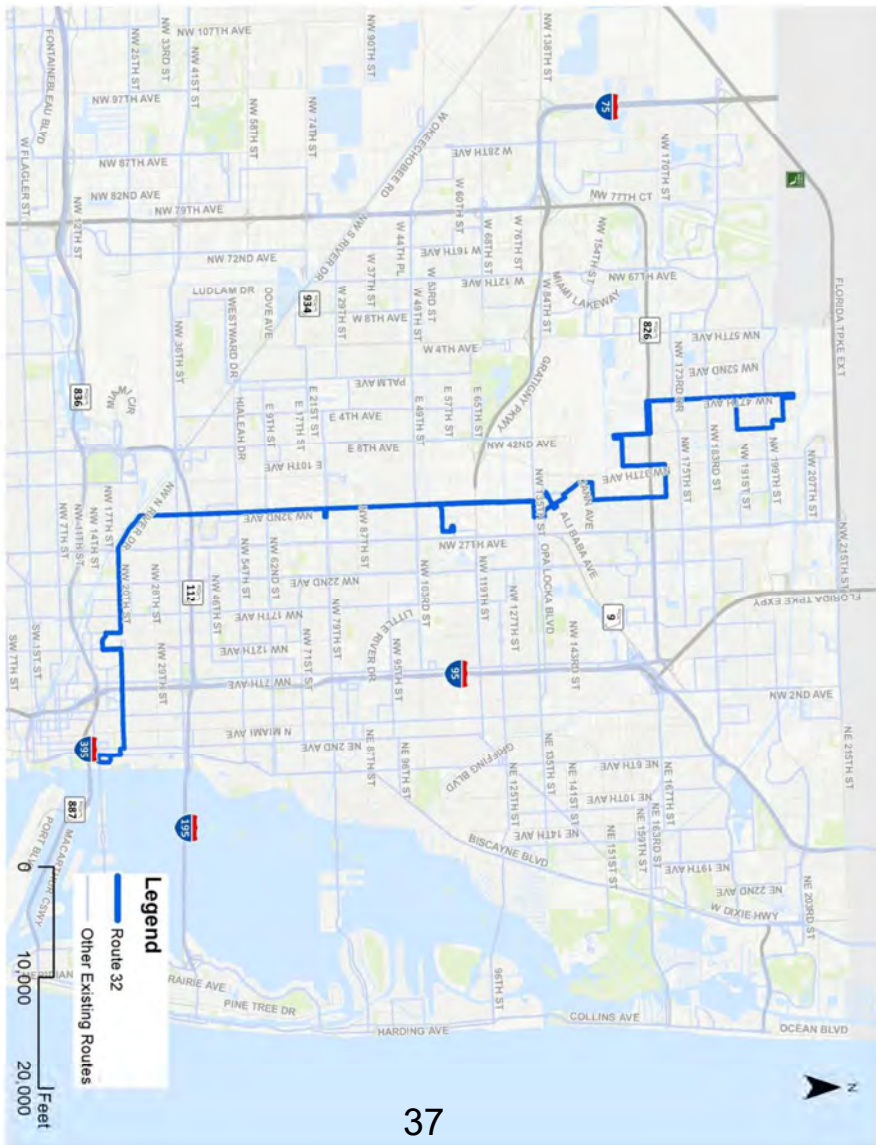 NW 107TH AVE
FONTAINEBLEAU BLVD
NW 25TH ST
NW 33RD ST
NW 41ST ST
NW 90TH ST
NW 138TH ST
NW 97TH AVE
NW 58TH ST
NW 74TH ST
W OKEECHOBEE RD
W 28TH AVE
75
NW 170TH ST
W FLAGLER ST
NW 87TH AVE
NW 82ND AVE
NW 79TH AVE
NW 12TH ST
W 60TH ST
W 68TH ST
W 76TH ST
NW 77TH CT
NW 154TH ST
NW 72ND AVE
NW S RIVER DR
W 44TH PL
W 16TH AVE
W 37TH ST
W 53RD ST
W 12TH AVE
NW 67TH AVE
MIAMI LAKEWAY
FLORIDA TPKE EXT
LUDLAM DR
WESTWARD DR
DOVE AVE
934
W 29TH ST
W 8TH AVE
W 49TH ST
W 84TH ST
826
NW 57TH AVE
NW 36TH ST
W 4TH AVE
GRATIGNY PKWY
NW 173RD DR
NW 52ND AVE
836
PALM AVE
NW 47TH AVE
HIALEAH DR
E 9TH ST
E 17TH ST
E 21ST ST
E 4TH AVE
E 49TH ST
E 57TH ST
E 65TH ST
E 8TH AVE
NW 42ND AVE
E 10TH AVE
NW 37TH AVE
NW 175TH ST
NW 183RD ST
NW 191ST ST
NW 199TH ST
NW 207TH ST
NW 7TH ST
NW 11TH ST
NW 14TH ST
NW 17TH ST
NW N RIVER DR
NW 32ND AVE
NW 87TH ST
NW 135TH ST
ALI BABA AVE
NW 27TH AVE
OPA LOCKA BLVD
NW 215TH ST
NW 20TH ST
NW 28TH ST
112
NW 46TH ST
NW 54TH ST
NW 62ND ST
NW 22ND AVE
NW 103RD ST
NW 119TH ST
NW 127TH ST
FLORIDA TPKE EXPY
NW 17TH AVE
NW 79TH ST
LITTLE RIVER DR
9
SW 7TH ST
SW 1ST ST
NW 12TH AVE
NW 29TH ST
NW 71ST ST
NW 95TH ST
NW 143RD ST
NW 7TH AVE
95
NW 2ND AVE
N MIAMI AVE
NE 2ND AVE
NE 87TH ST
NE 96TH ST
GRIFFING BLVD
NE 135TH ST
NE 6TH AVE
NE 167TH ST
NE 215TH ST
395
NE 125TH ST
NE 141ST ST
NE 10TH AVE
NE 163RD ST
887
195
NE 14TH AVE
NE 151ST ST
NE 159TH ST
BISCAYNE BLVD
NE 19TH AVE
NE 22ND AVE
NE 203RD ST
W DIXIE HWY
MACARTHUR CSWY
Legend
Route 32
Other Existing Routes
PINE TREE DR
96TH ST
HARDING AVE
COLLINS AVE
OCEAN BLVD
0 10,000 20,000
Feet
N
37